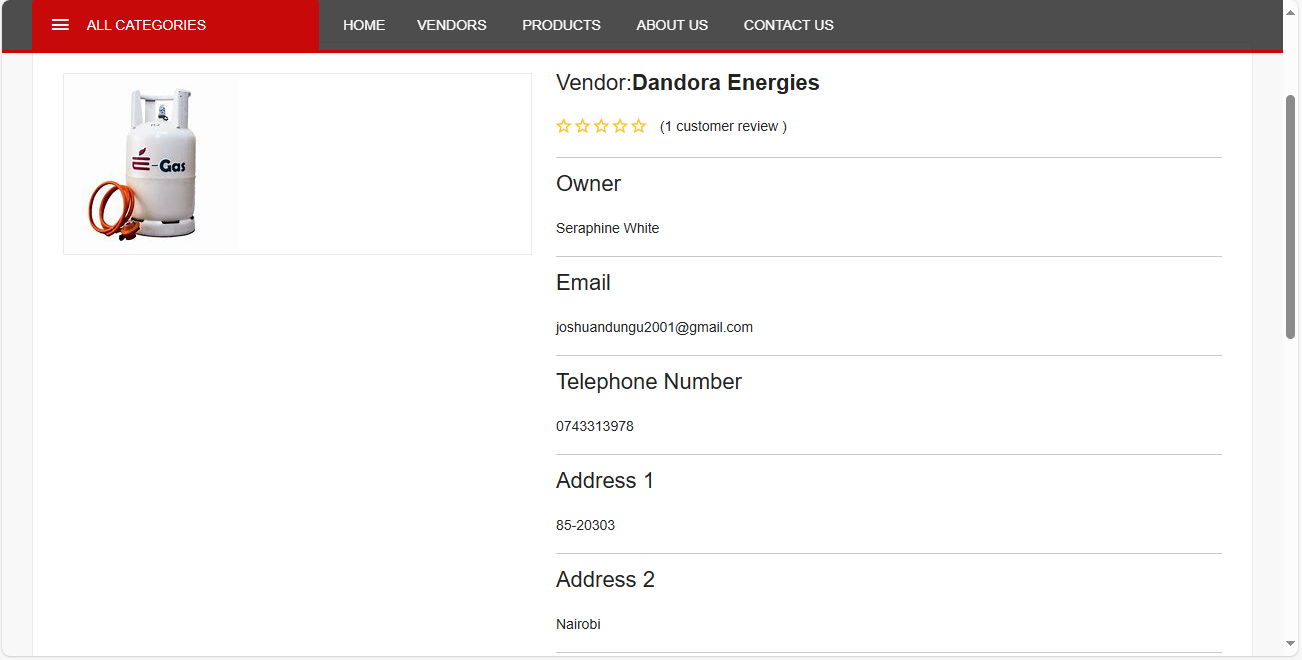 ALL CATEGORIES
HOME
VENDORS
PRODUCTS
ABOUT US
CONTACT US
-Gas
Vendor:Dandora Energies
(1 customer review )
Owner
Seraphine White
Email
joshuandungu2001@gmail.com
Telephone Number
0743313978
Address 1
85-20303
Address 2
Nairobi